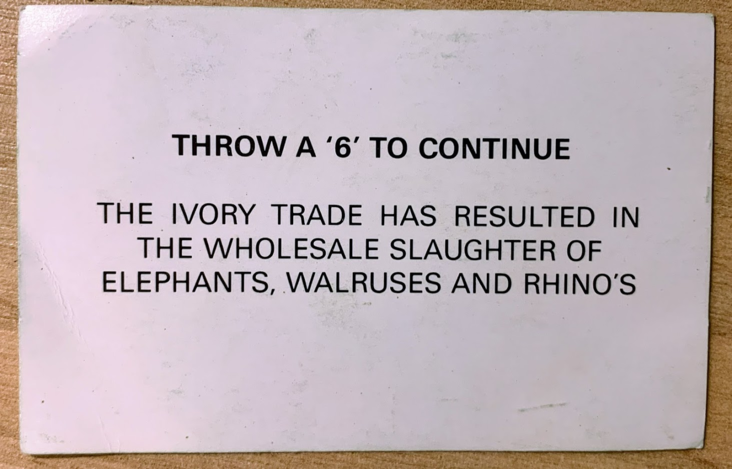 THROW A ‘6’ TO CONTINUE
THE IVORY TRADE HAS RESULTED IN
THE WHOLESALE SLAUGHTER OF
ELEPHANTS, WALRUSES AND RHINO’S